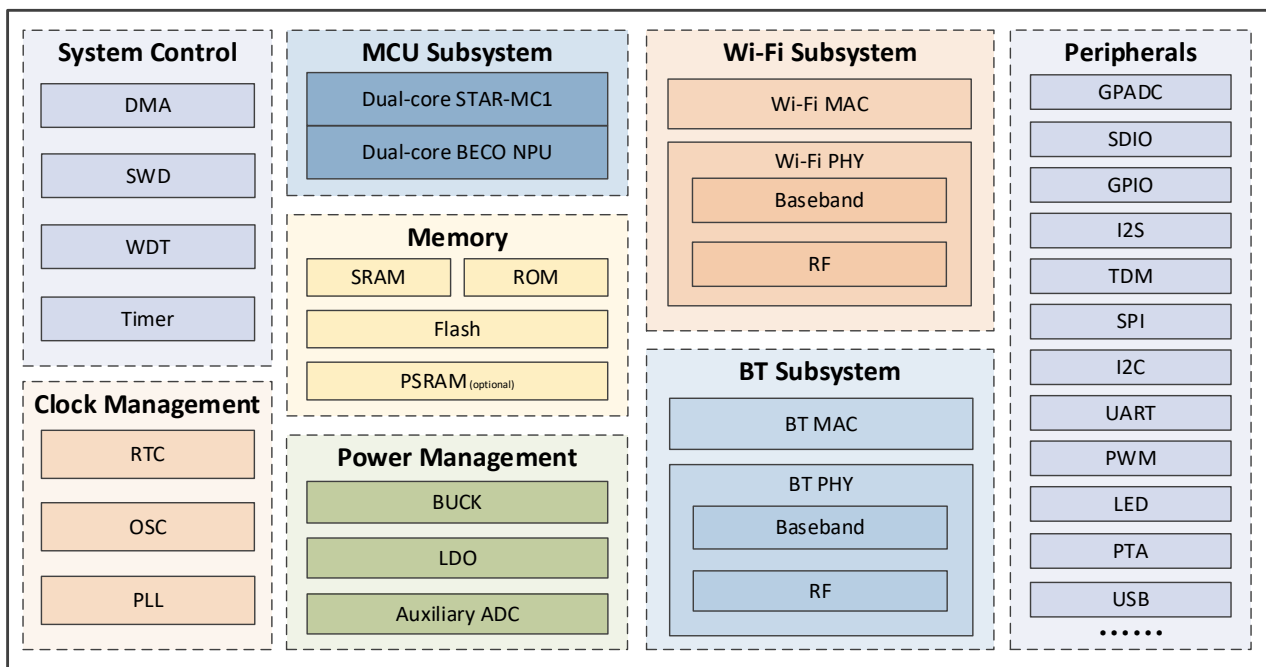 System Control
DMA
SWD
WDT
Timer
Clock Management
RTC
OSC
PLL
MCU Subsystem
Dual-core STAR-MC1
Dual-core BECO NPU
Memory
SRAM
ROM
Flash
PSRAM (optional)
Power Management
BUCK
LDO
Auxiliary ADC
Wi-Fi Subsystem
Wi-Fi MAC
Wi-Fi PHY
Baseband
RF
BT Subsystem
BT MAC
BT PHY
Baseband
RF
Peripherals
GPADC
SDIO
GPIO
I2S
TDM
SPI
I2C
UART
PWM
LED
PTA
USB
......